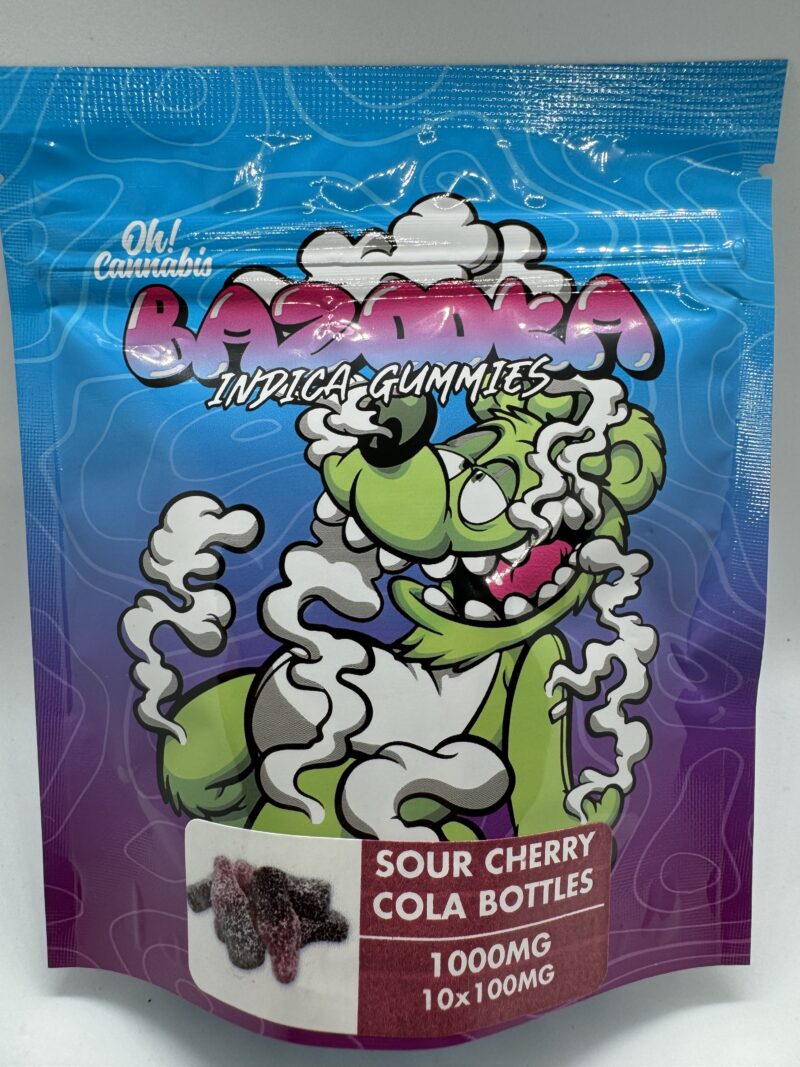 Oh!
Cannabis
BAZOOKA
INDICA GUMMIES
SOUR CHERRY
COLA BOTTLES
1000MG
10x100MG